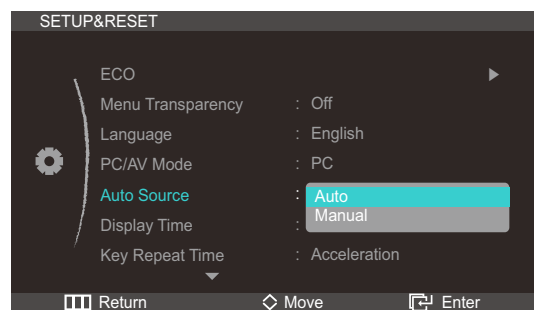 SETUP&RESET
ECO
Menu Transparency : Off
Language : English
PC/AV Mode : PC
Auto Source : Auto
Manual
Display Time :
Key Repeat Time : Acceleration
Return Move Enter